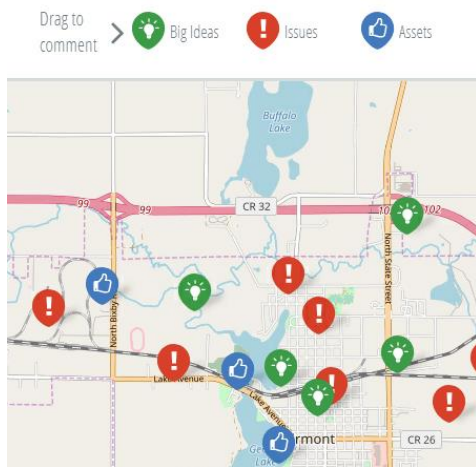 Drag to
comment
Big Ideas
Issues
Assets
Buffalo
Lake
99
99
CR 32
102
North State Street
North Bixby
Lake Avenue
Lake Avenue
Lake
CR 26